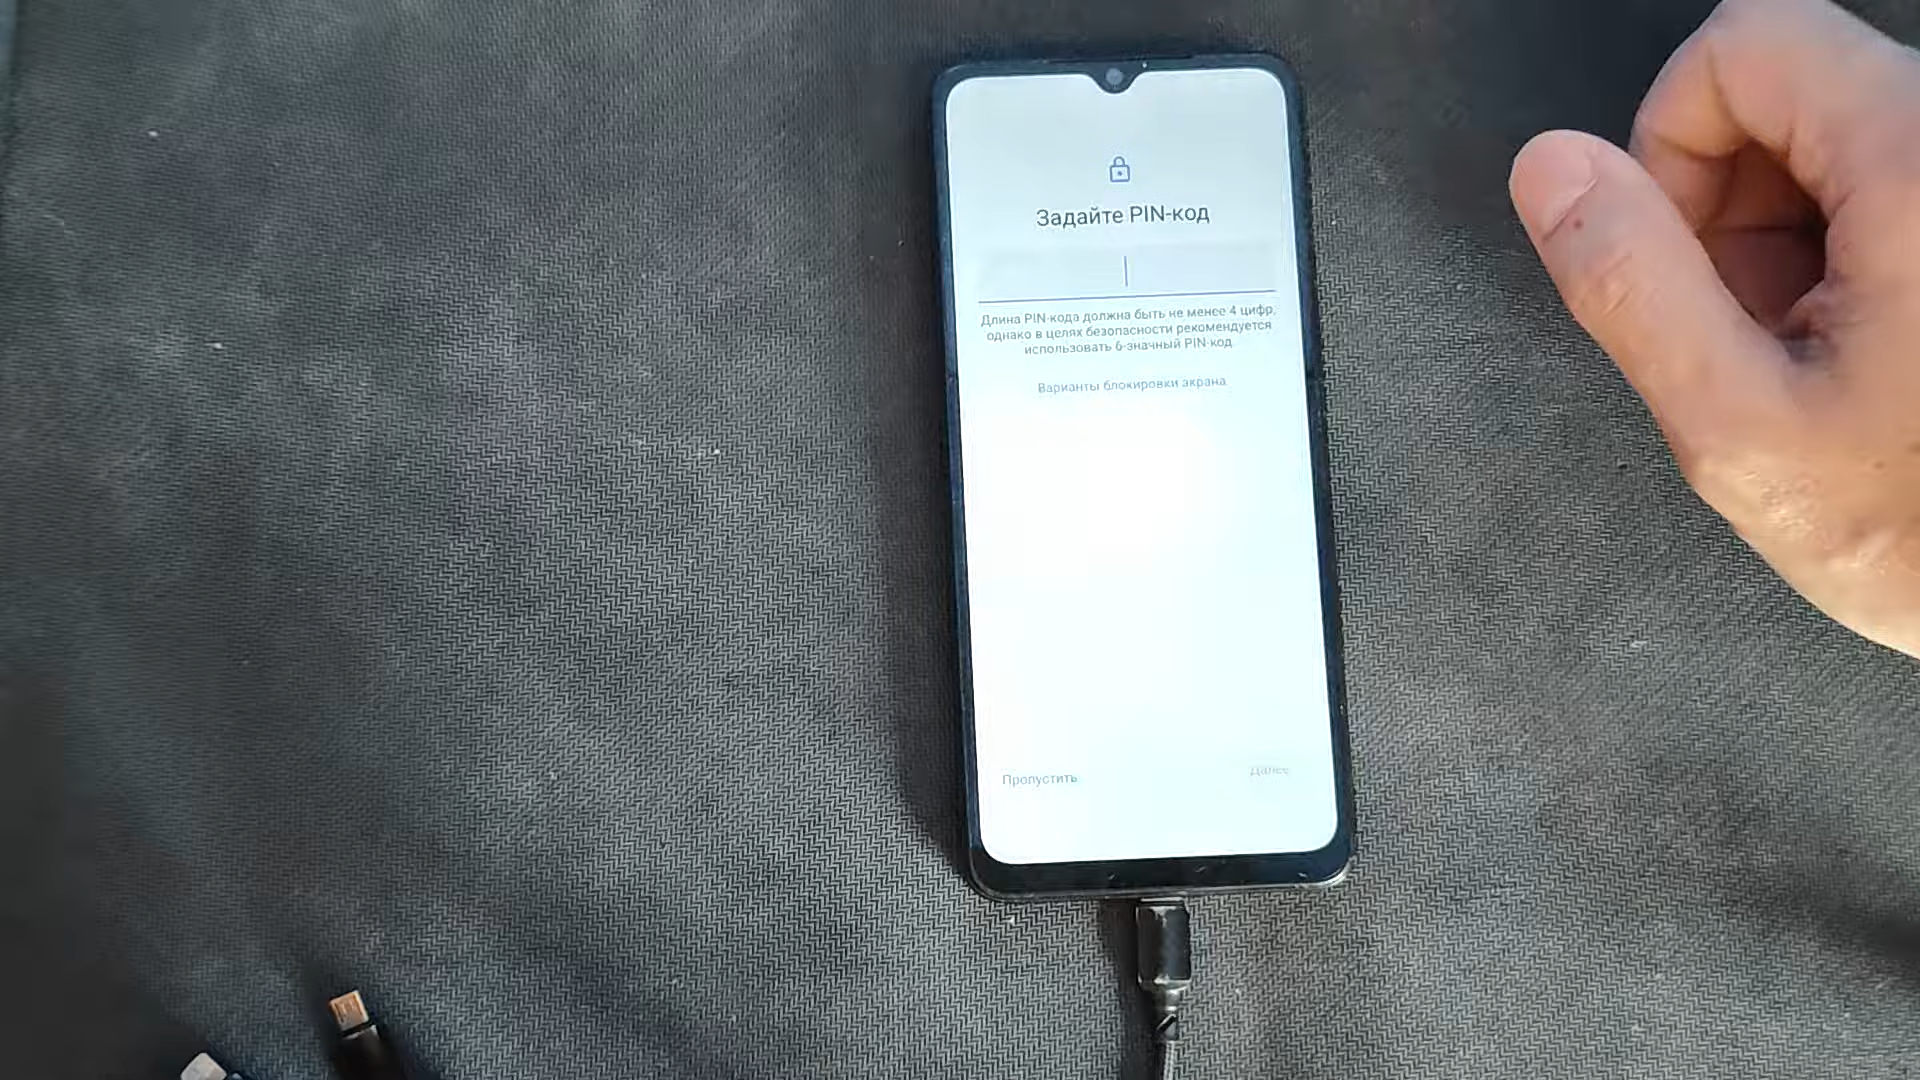 Задайте PIN-код
Длина PIN-кода должна быть не менее 4 цифр,
однако в целях безопасности рекомендуется
использовать 6-значный PIN-код.
Варианты блокировки экрана
Пропустить
Далее